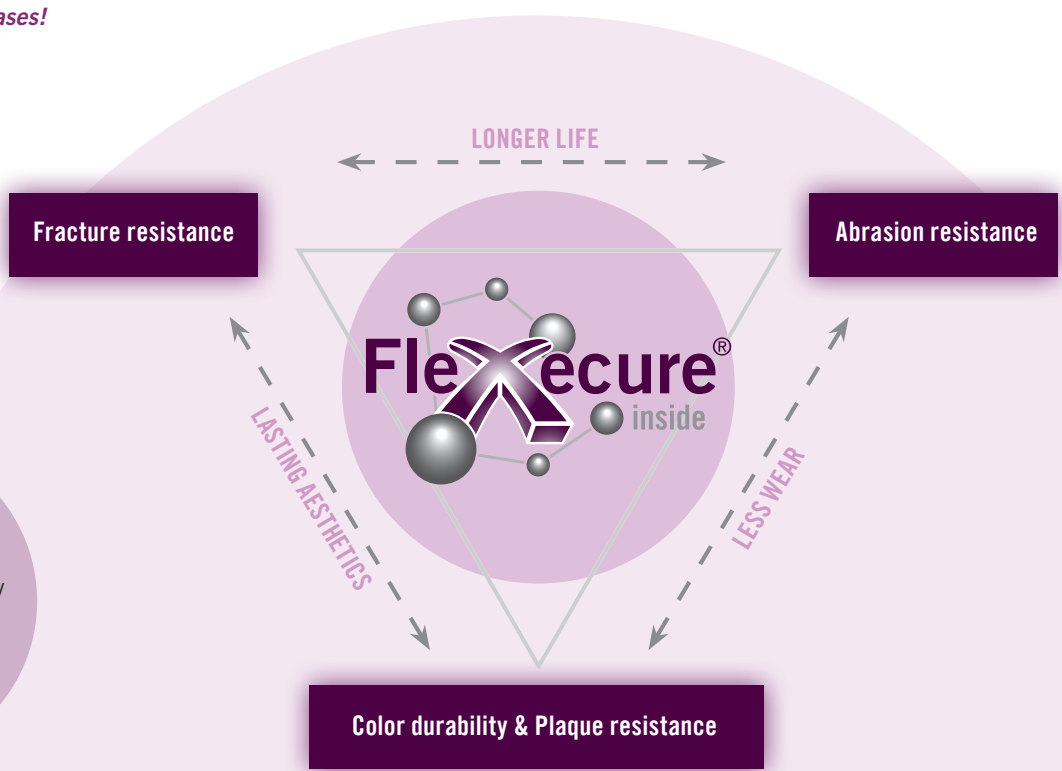 ases!
LONGER LIFE
Fracture resistance
Abrasion resistance
FleXecure®
inside
LASTING AESTHETICS
LESS WEAR
Color durability & Plaque resistance